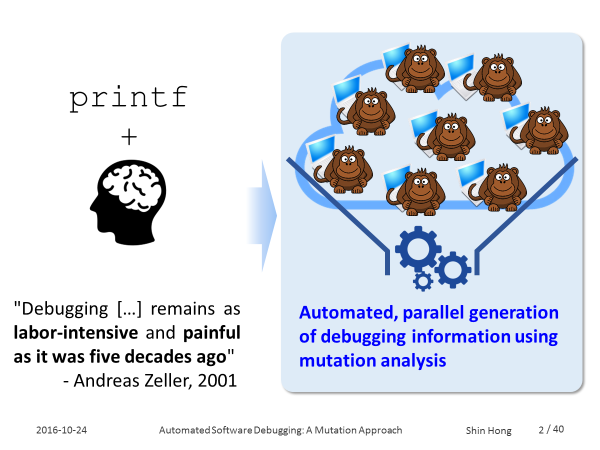 printf
+
"Debugging […] remains as
labor-intensive and painful
as it was five decades ago"
- Andreas Zeller, 2001
Automated, parallel generation
of debugging information using
mutation analysis
2016-10-24
Automated Software Debugging: A Mutation Approach
Shin Hong
2 / 40